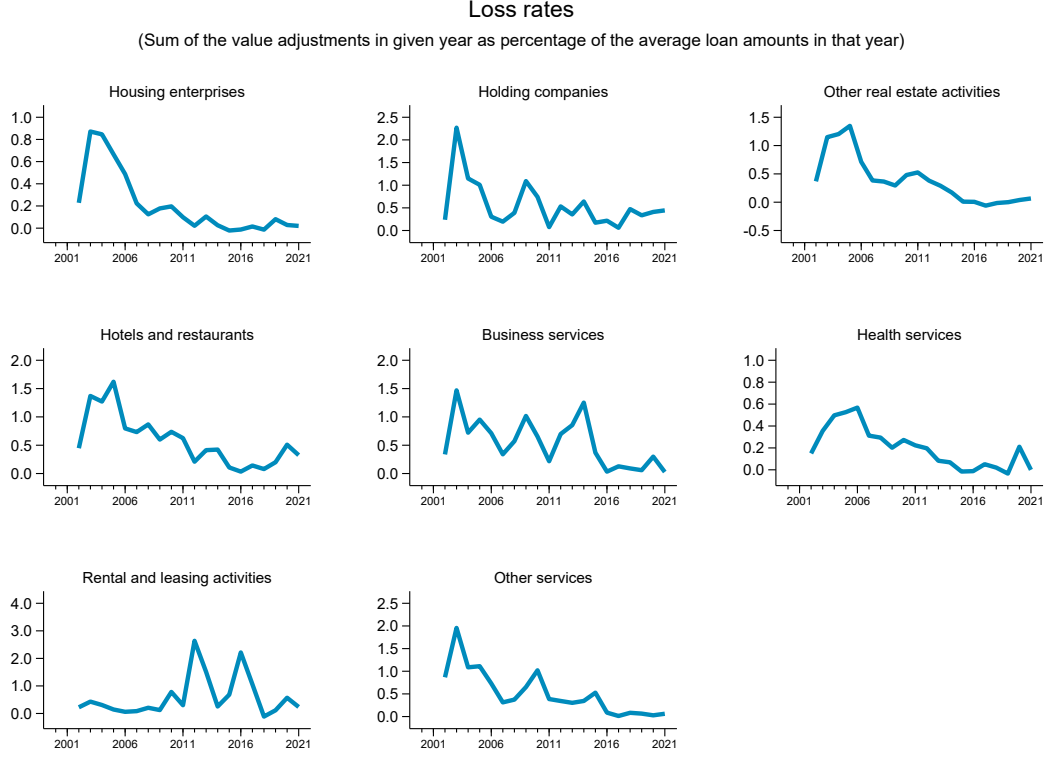 Loss rates
(Sum of the value adjustments in given year as percentage of the average loan amounts in that year)
Housing enterprises
1.0
0.8
0.6
0.4
0.2
0.0
2001 2006 2011 2016 2021
Holding companies
2.5
2.0
1.5
1.0
0.5
0.0
2001 2006 2011 2016 2021
Other real estate activities
1.5
1.0
0.5
0.0
-0.5
2001 2006 2011 2016 2021
Hotels and restaurants
2.0
1.5
1.0
0.5
0.0
2001 2006 2011 2016 2021
Business services
2.0
1.5
1.0
0.5
0.0
2001 2006 2011 2016 2021
Health services
1.0
0.8
0.6
0.4
0.2
0.0
2001 2006 2011 2016 2021
Rental and leasing activities
4.0
3.0
2.0
1.0
0.0
2001 2006 2011 2016 2021
Other services
2.5
2.0
1.5
1.0
0.5
0.0
2001 2006 2011 2016 2021